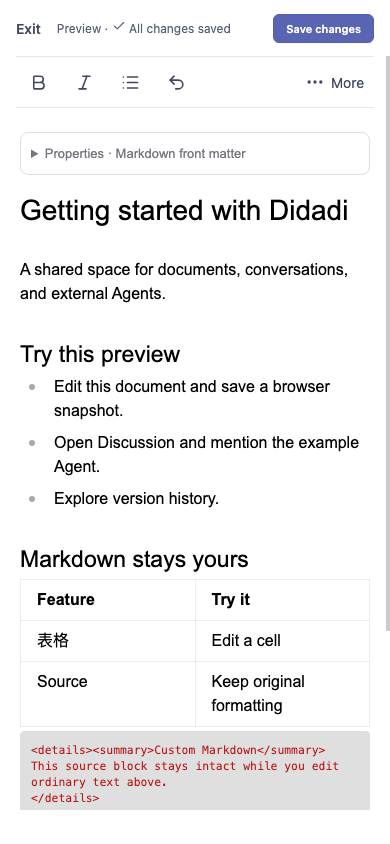 Exit Preview · All changes saved Save changes
More
Properties · Markdown front matter
Getting started with Didadi
A shared space for documents, conversations,
and external Agents.
Try this preview
Edit this document and save a browser
snapshot.
Open Discussion and mention the example
Agent.
Explore version history.
Markdown stays yours
Feature Try it
表格 Edit a cell
Source Keep original
formatting
<details><summary>Custom Markdown</summary>
This source block stays intact while you edit
ordinary text above.
</details>